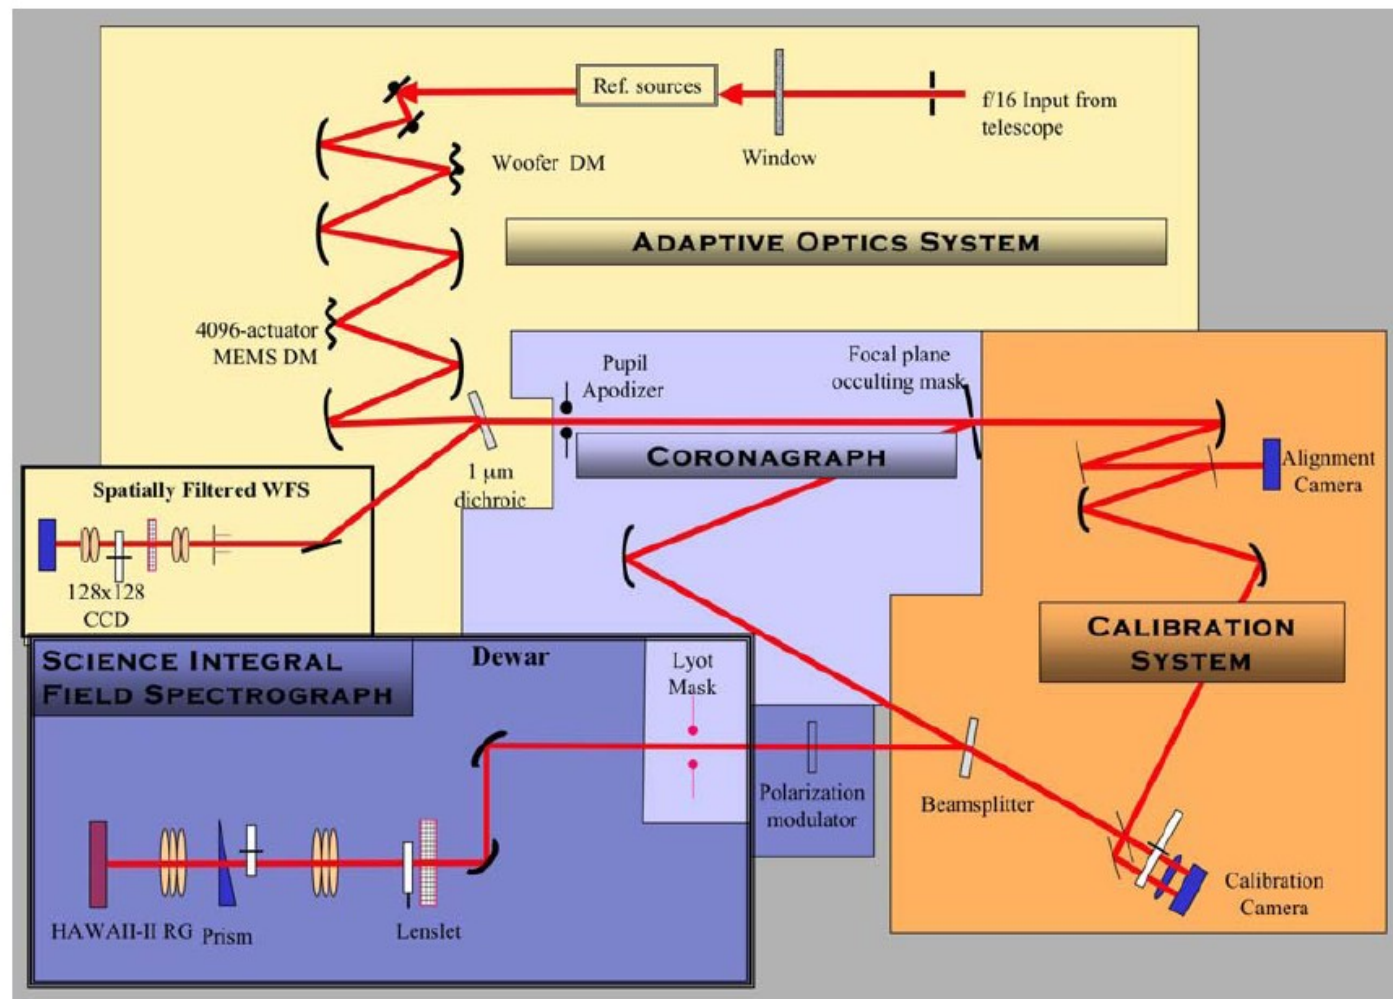 Ref. sources
f/16 Input from
telescope
Window
Woofer DM
ADAPTIVE OPTICS SYSTEM
4096-actuator
MEMS DM
Pupil
Apodizer
Focal plane
occulting mask
CORONAGRAPH
1 μm
dichroic
Alignment
Camera
Spatially Filtered WFS
128x128
CCD
CALIBRATION
SYSTEM
SCIENCE INTEGRAL
FIELD SPECTROGRAPH
Dewar
Lyot
Mask
Polarization
modulator
Beamsplitter
Calibration
Camera
HAWAII-II RG
Prism
Lenslet